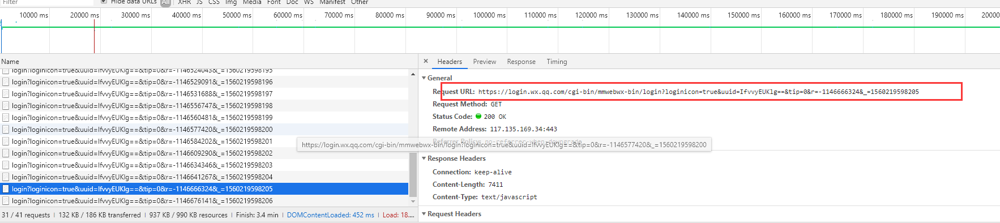 Filter Hide data URLs All XHR JS CSS Img Media Font Doc WS Manifest Other
10000 ms 20000 ms 30000 ms 40000 ms 50000 ms 60000 ms 70000 ms 80000 ms 90000 ms 100000 ms 110000 ms 120000 ms 130000 ms 140000 ms 150000 ms 160000 ms 170000 ms 180000 ms 190000 ms 20000
Name
login?loginicon=true&uuid=IfvvyEUKlg==&tip=0&r=-1146524043&_=1560219598195
login?loginicon=true&uuid=IfvvyEUKlg==&tip=0&r=-1146529091&_=1560219598196
login?loginicon=true&uuid=IfvvyEUKlg==&tip=0&r=-1146531688&_=1560219598197
login?loginicon=true&uuid=IfvvyEUKlg==&tip=0&r=-1146556747&_=1560219598198
login?loginicon=true&uuid=IfvvyEUKlg==&tip=0&r=-1146560481&_=1560219598199
login?loginicon=true&uuid=IfvvyEUKlg==&tip=0&r=-1146577420&_=1560219598200
login?loginicon=true&uuid=IfvvyEUKlg==&tip=0&r=-1146584202&_=1560219598201
login?loginicon=true&uuid=IfvvyEUKlg==&tip=0&r=-1146609290&_=1560219598202
login?loginicon=true&uuid=IfvvyEUKlg==&tip=0&r=-1146634346&_=1560219598203
login?loginicon=true&uuid=IfvvyEUKlg==&tip=0&r=-1146641267&_=1560219598204
login?loginicon=true&uuid=IfvvyEUKlg==&tip=0&r=-1146666324&_=1560219598205
login?loginicon=true&uuid=IfvvyEUKlg==&tip=0&r=-1146676141&_=1560219598206
31 / 41 requests | 132 KB / 186 KB transferred | 937 KB / 990 KB resources | Finish: 3.4 min | DOMContentLoaded: 452 ms | Load: 18....
× Headers Preview Response Timing
General
Request URL: https://login.wx.qq.com/cgi-bin/mmwebwx-bin/login?loginicon=true&uuid=IfvvyEUKlg==&tip=0&r=-1146666324&_=1560219598205
Request Method: GET
Status Code: 200 OK
Remote Address: 117.135.169.34:443
Referrer Policy: no-referrer-when-downgrade
https://login.wx.qq.com/cgi-bin/mmwebwx-bin/login?loginicon=true&uuid=IfvvyEUKlg==&tip=0&r=-1146577420&_=1560219598200
Response Headers
Connection: keep-alive
Content-Length: 7411
Content-Type: text/javascript
Request Headers